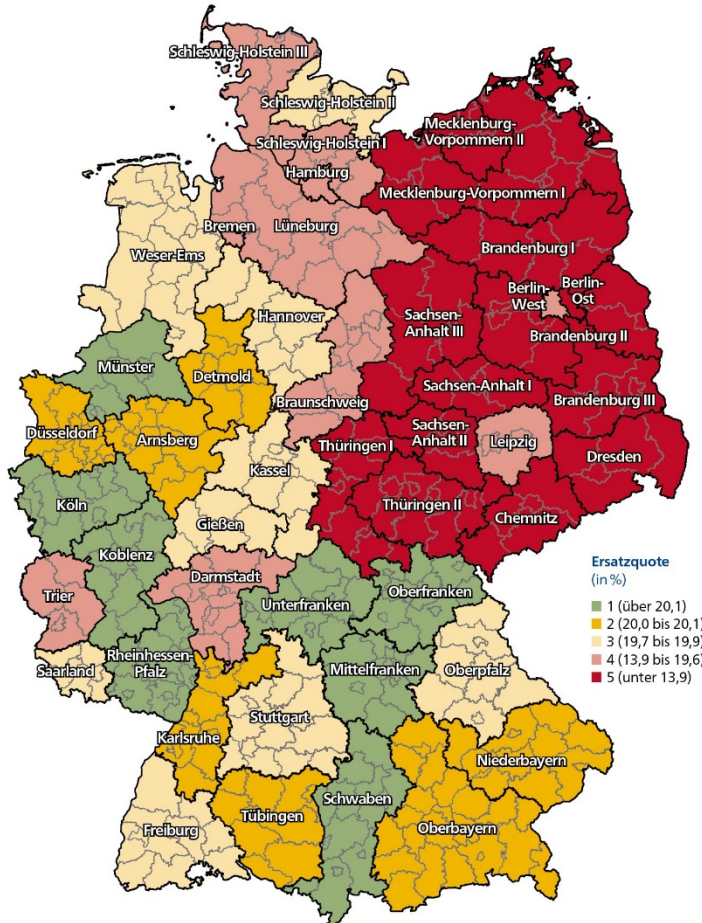 Schleswig-Holstein III
Schleswig-Holstein II
Mecklenburg-
Vorpommern II
Schleswig-Holstein I
Hamburg
Mecklenburg-Vorpommern I
Bremen
Lüneburg
Brandenburg I
Weser-Ems
Berlin-
West
Berlin-
Ost
Hannover
Sachsen-
Anhalt III
Brandenburg II
Münster
Detmold
Sachsen-Anhalt I
Braunschweig
Brandenburg III
Düsseldorf
Arnsberg
Thüringen I
Sachsen-
Anhalt II
Leipzig
Dresden
Kassel
Köln
Thüringen II
Chemnitz
Gießen
Koblenz
Darmstadt
Trier
Unterfranken
Oberfranken
Ersatzquote
(in %)
1 (über 20,1)
2 (20,0 bis 20,1)
3 (19,7 bis 19,9)
4 (13,9 bis 19,6)
5 (unter 13,9)
Saarland
Rheinhessen-
Pfalz
Mittelfranken
Oberpfalz
Stuttgart
Karlsruhe
Niederbayern
Schwaben
Tübingen
Oberbayern
Freiburg